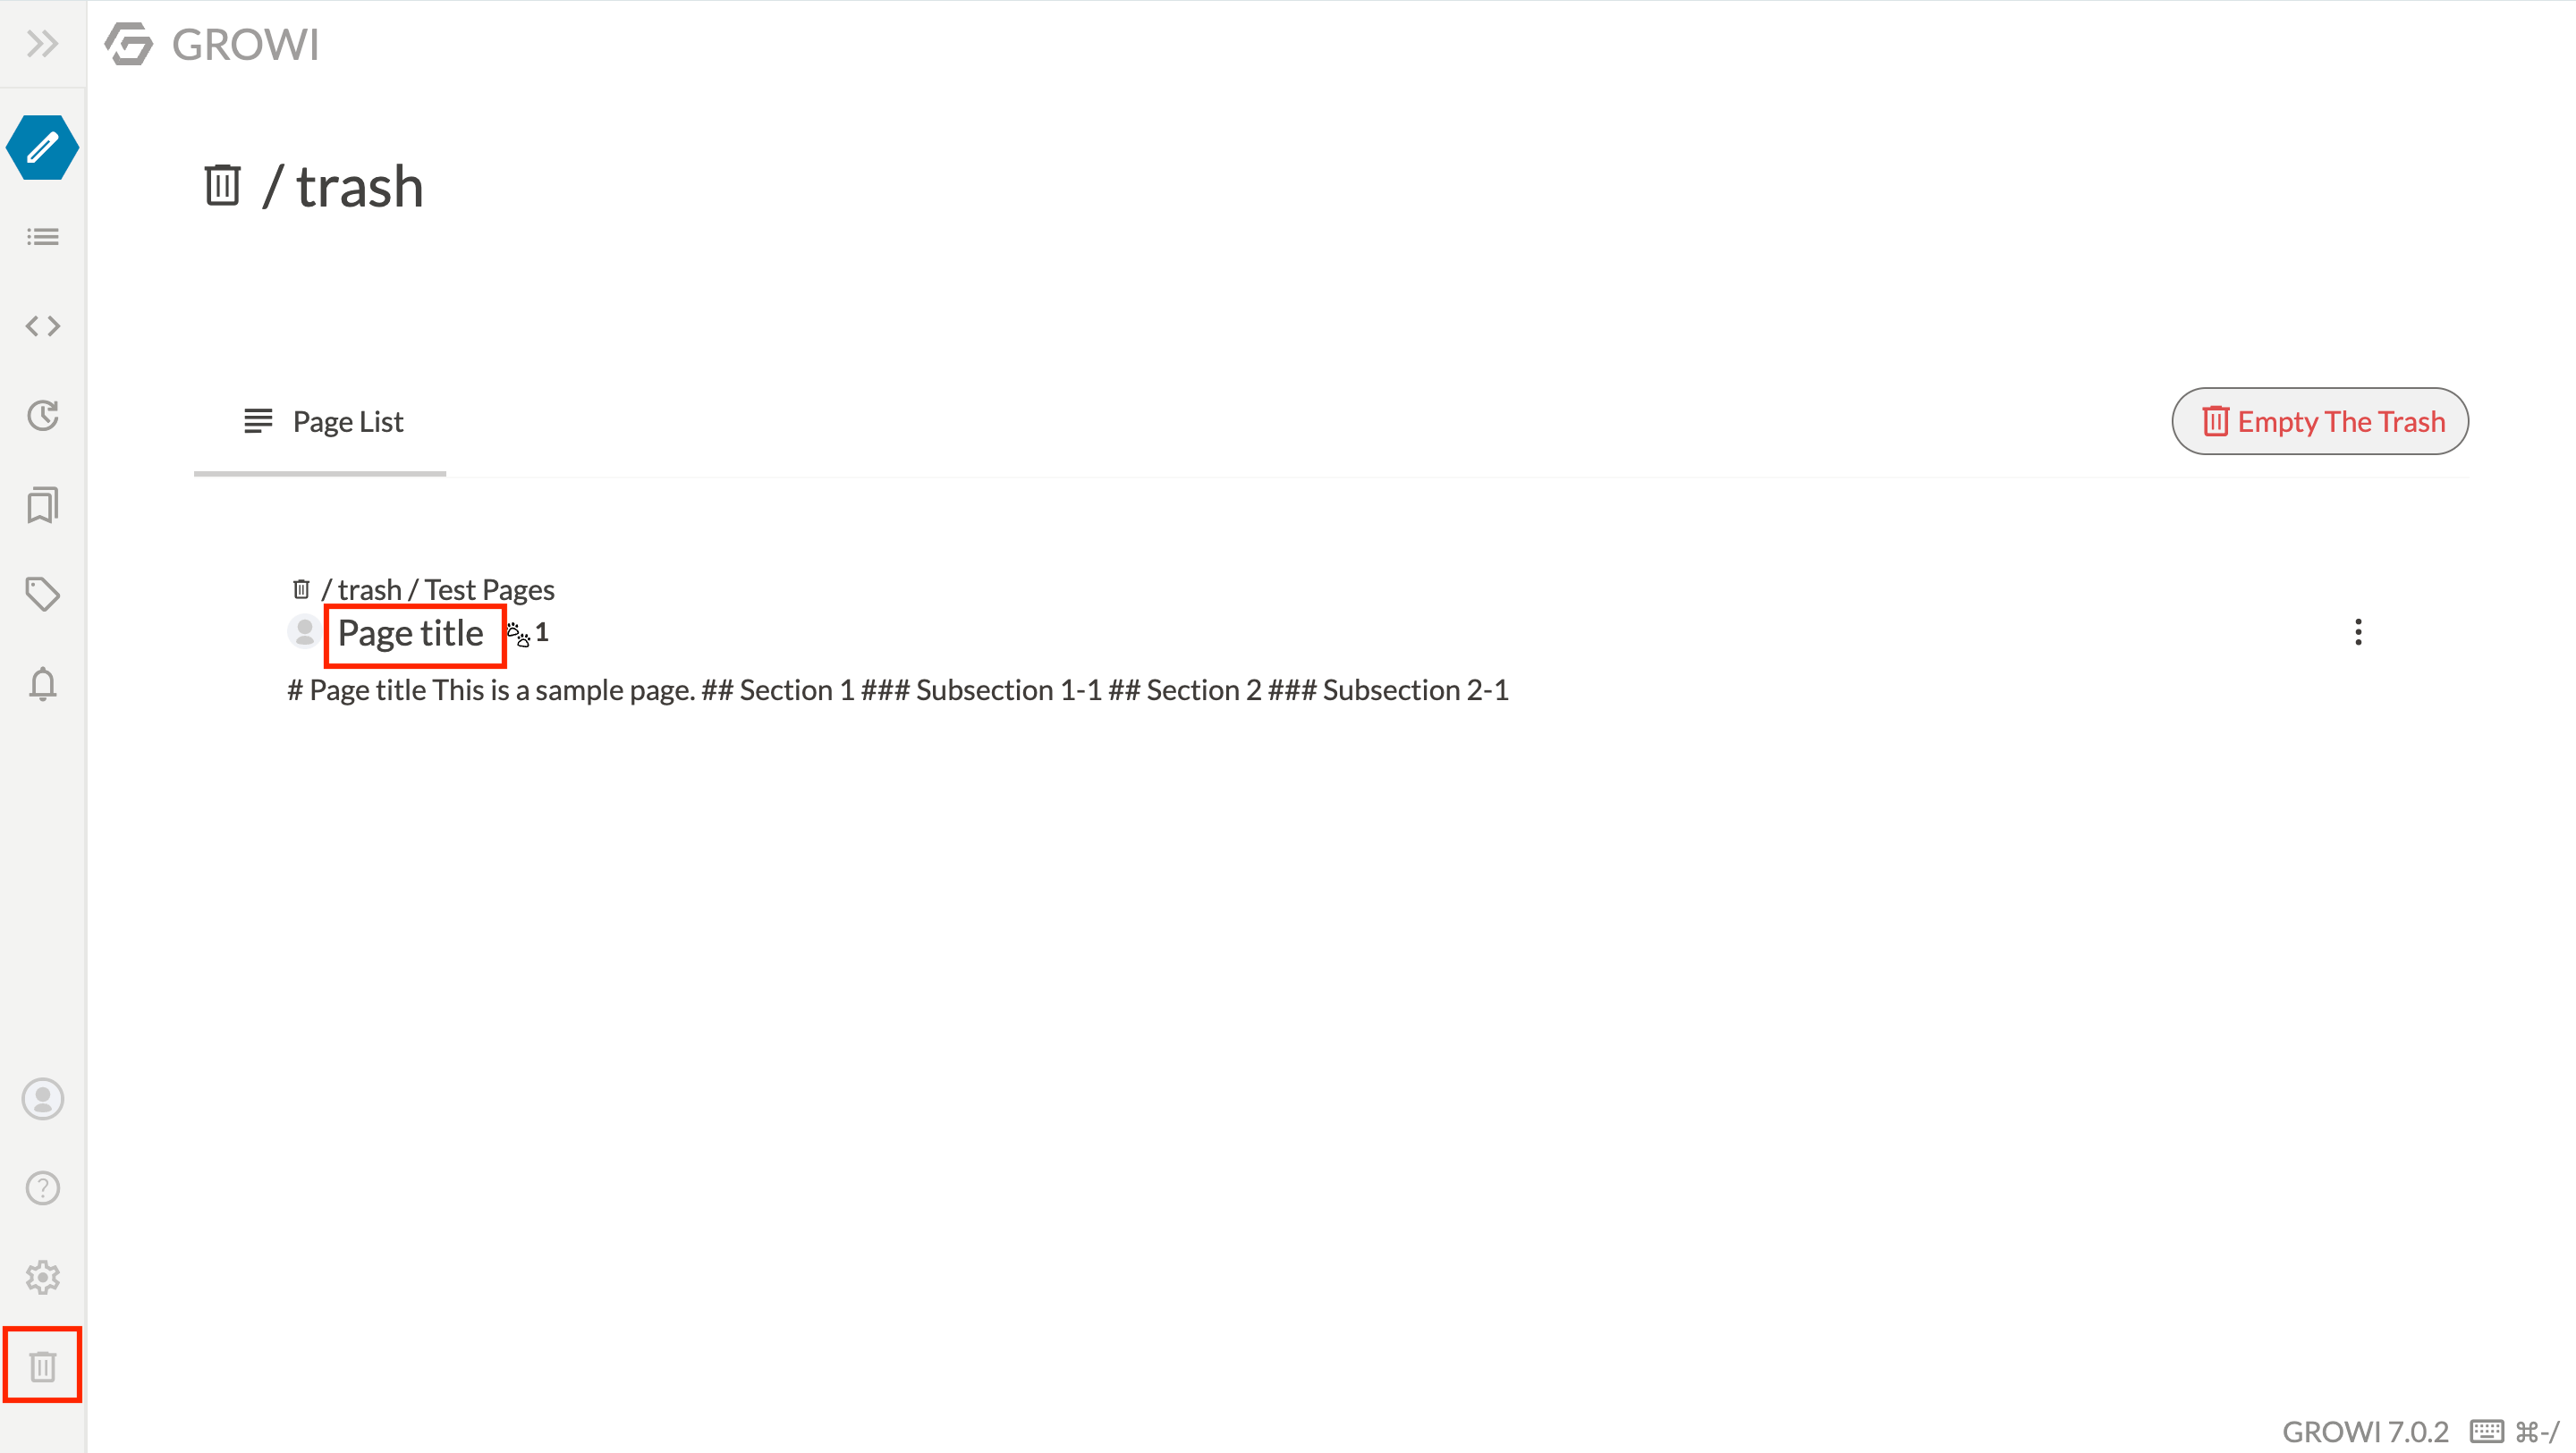 GROWI
/ trash
Page List
Empty The Trash
/ trash / Test Pages
Page title 1
# Page title This is a sample page. ## Section 1 ### Subsection 1-1 ## Section 2 ### Subsection 2-1
GROWI 7.0.2 ⌘-/